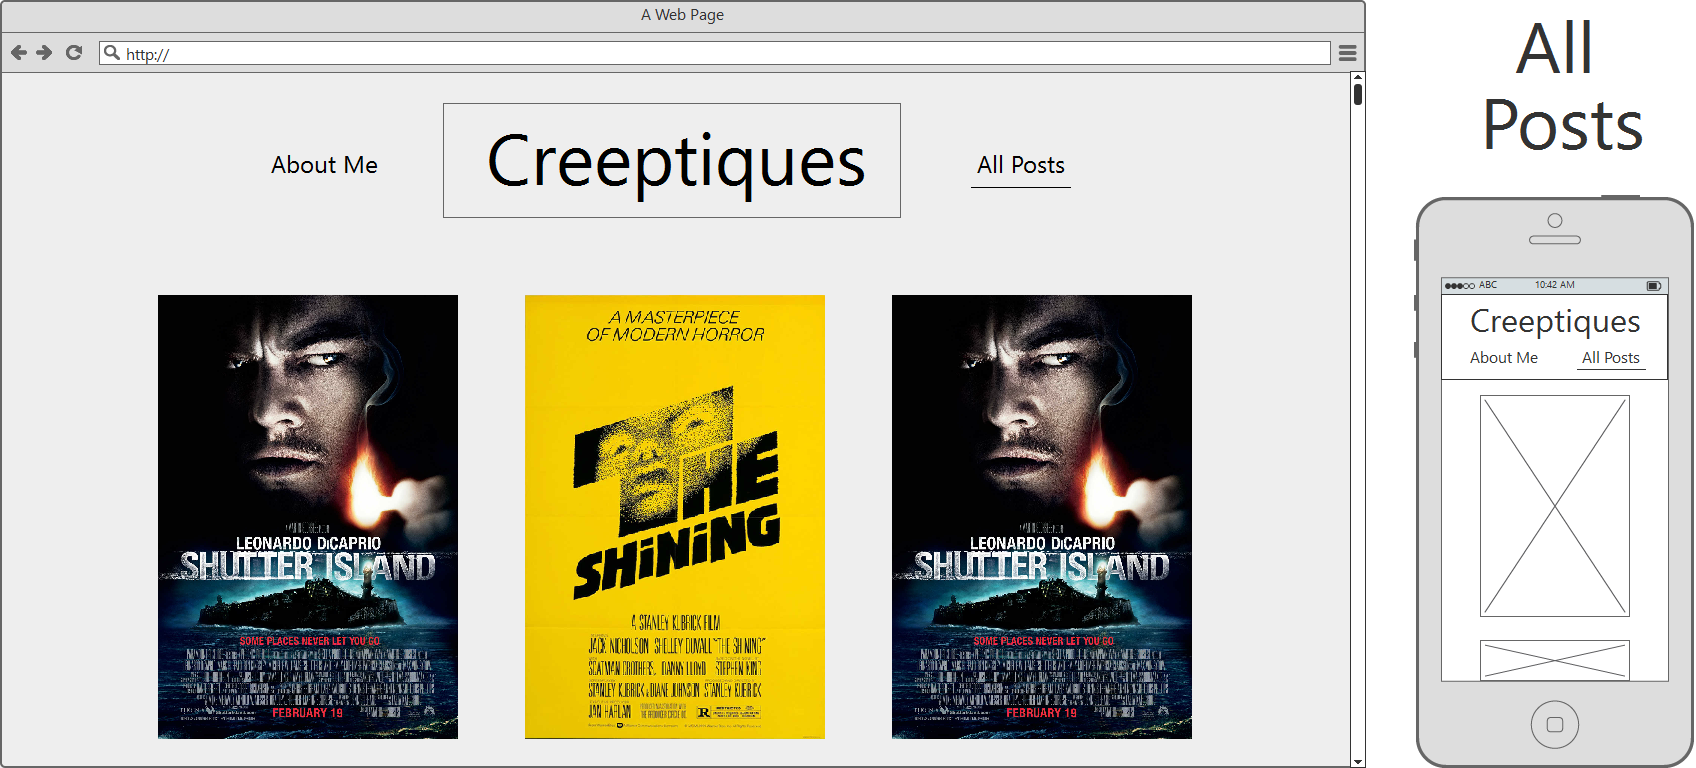 A Web Page
http://
About Me
Creeptiques
All Posts
LEONARDO DiCAPRIO
SHUTTER ISLAND
SOME PLACES NEVER LET YOU GO
FEBRUARY 19
A MASTERPIECE
OF MODERN HORROR
THE
SHiNiNG
A STANLEY KUBRICK FILM
JACK NICHOLSON SHELLEY DUVALL "THE SHINING"
SCATMAN CROTHERS, DANNY LLOYD STEPHEN KING
STANLEY KUBRICK & DIANE JOHNSON STANLEY KUBRICK
JAN HARLAN
R RESTRICTED
LEONARDO DiCAPRIO
SHUTTER ISLAND
SOME PLACES NEVER LET YOU GO
FEBRUARY 19
All
Posts
ABC 10:42 AM
Creeptiques
About Me All Posts